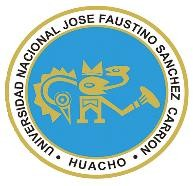 UNIVERSIDAD NACIONAL JOSE FAUSTINO SANCHEZ CARRION
• HUACHO •